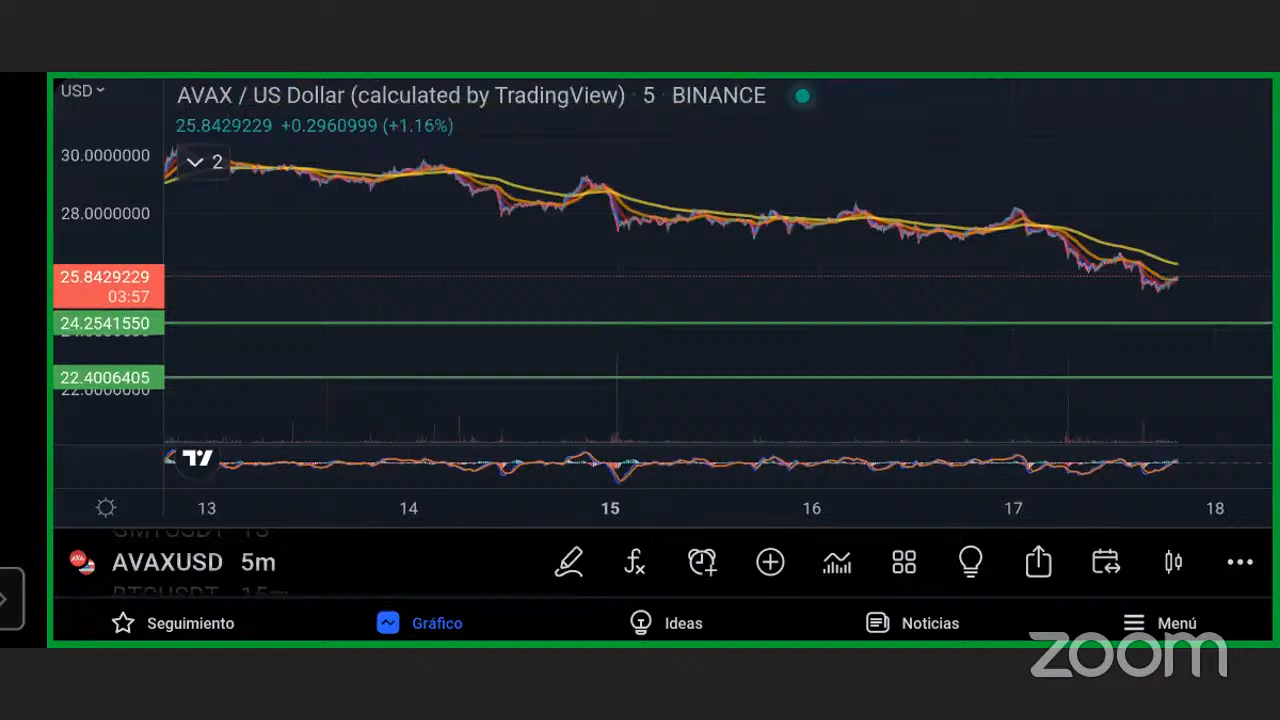 USD
AVAX / US Dollar (calculated by TradingView) · 5 · BINANCE
25.8429229 +0.2960999 (+1.16%)
30.0000000
2
28.0000000
25.8429229
03:57
24.2541550
22.4006405
22.0000000
13 14 15 16 17 18
AVAXUSD 5m
Seguimiento Gráfico Ideas Noticias Menú
zoom